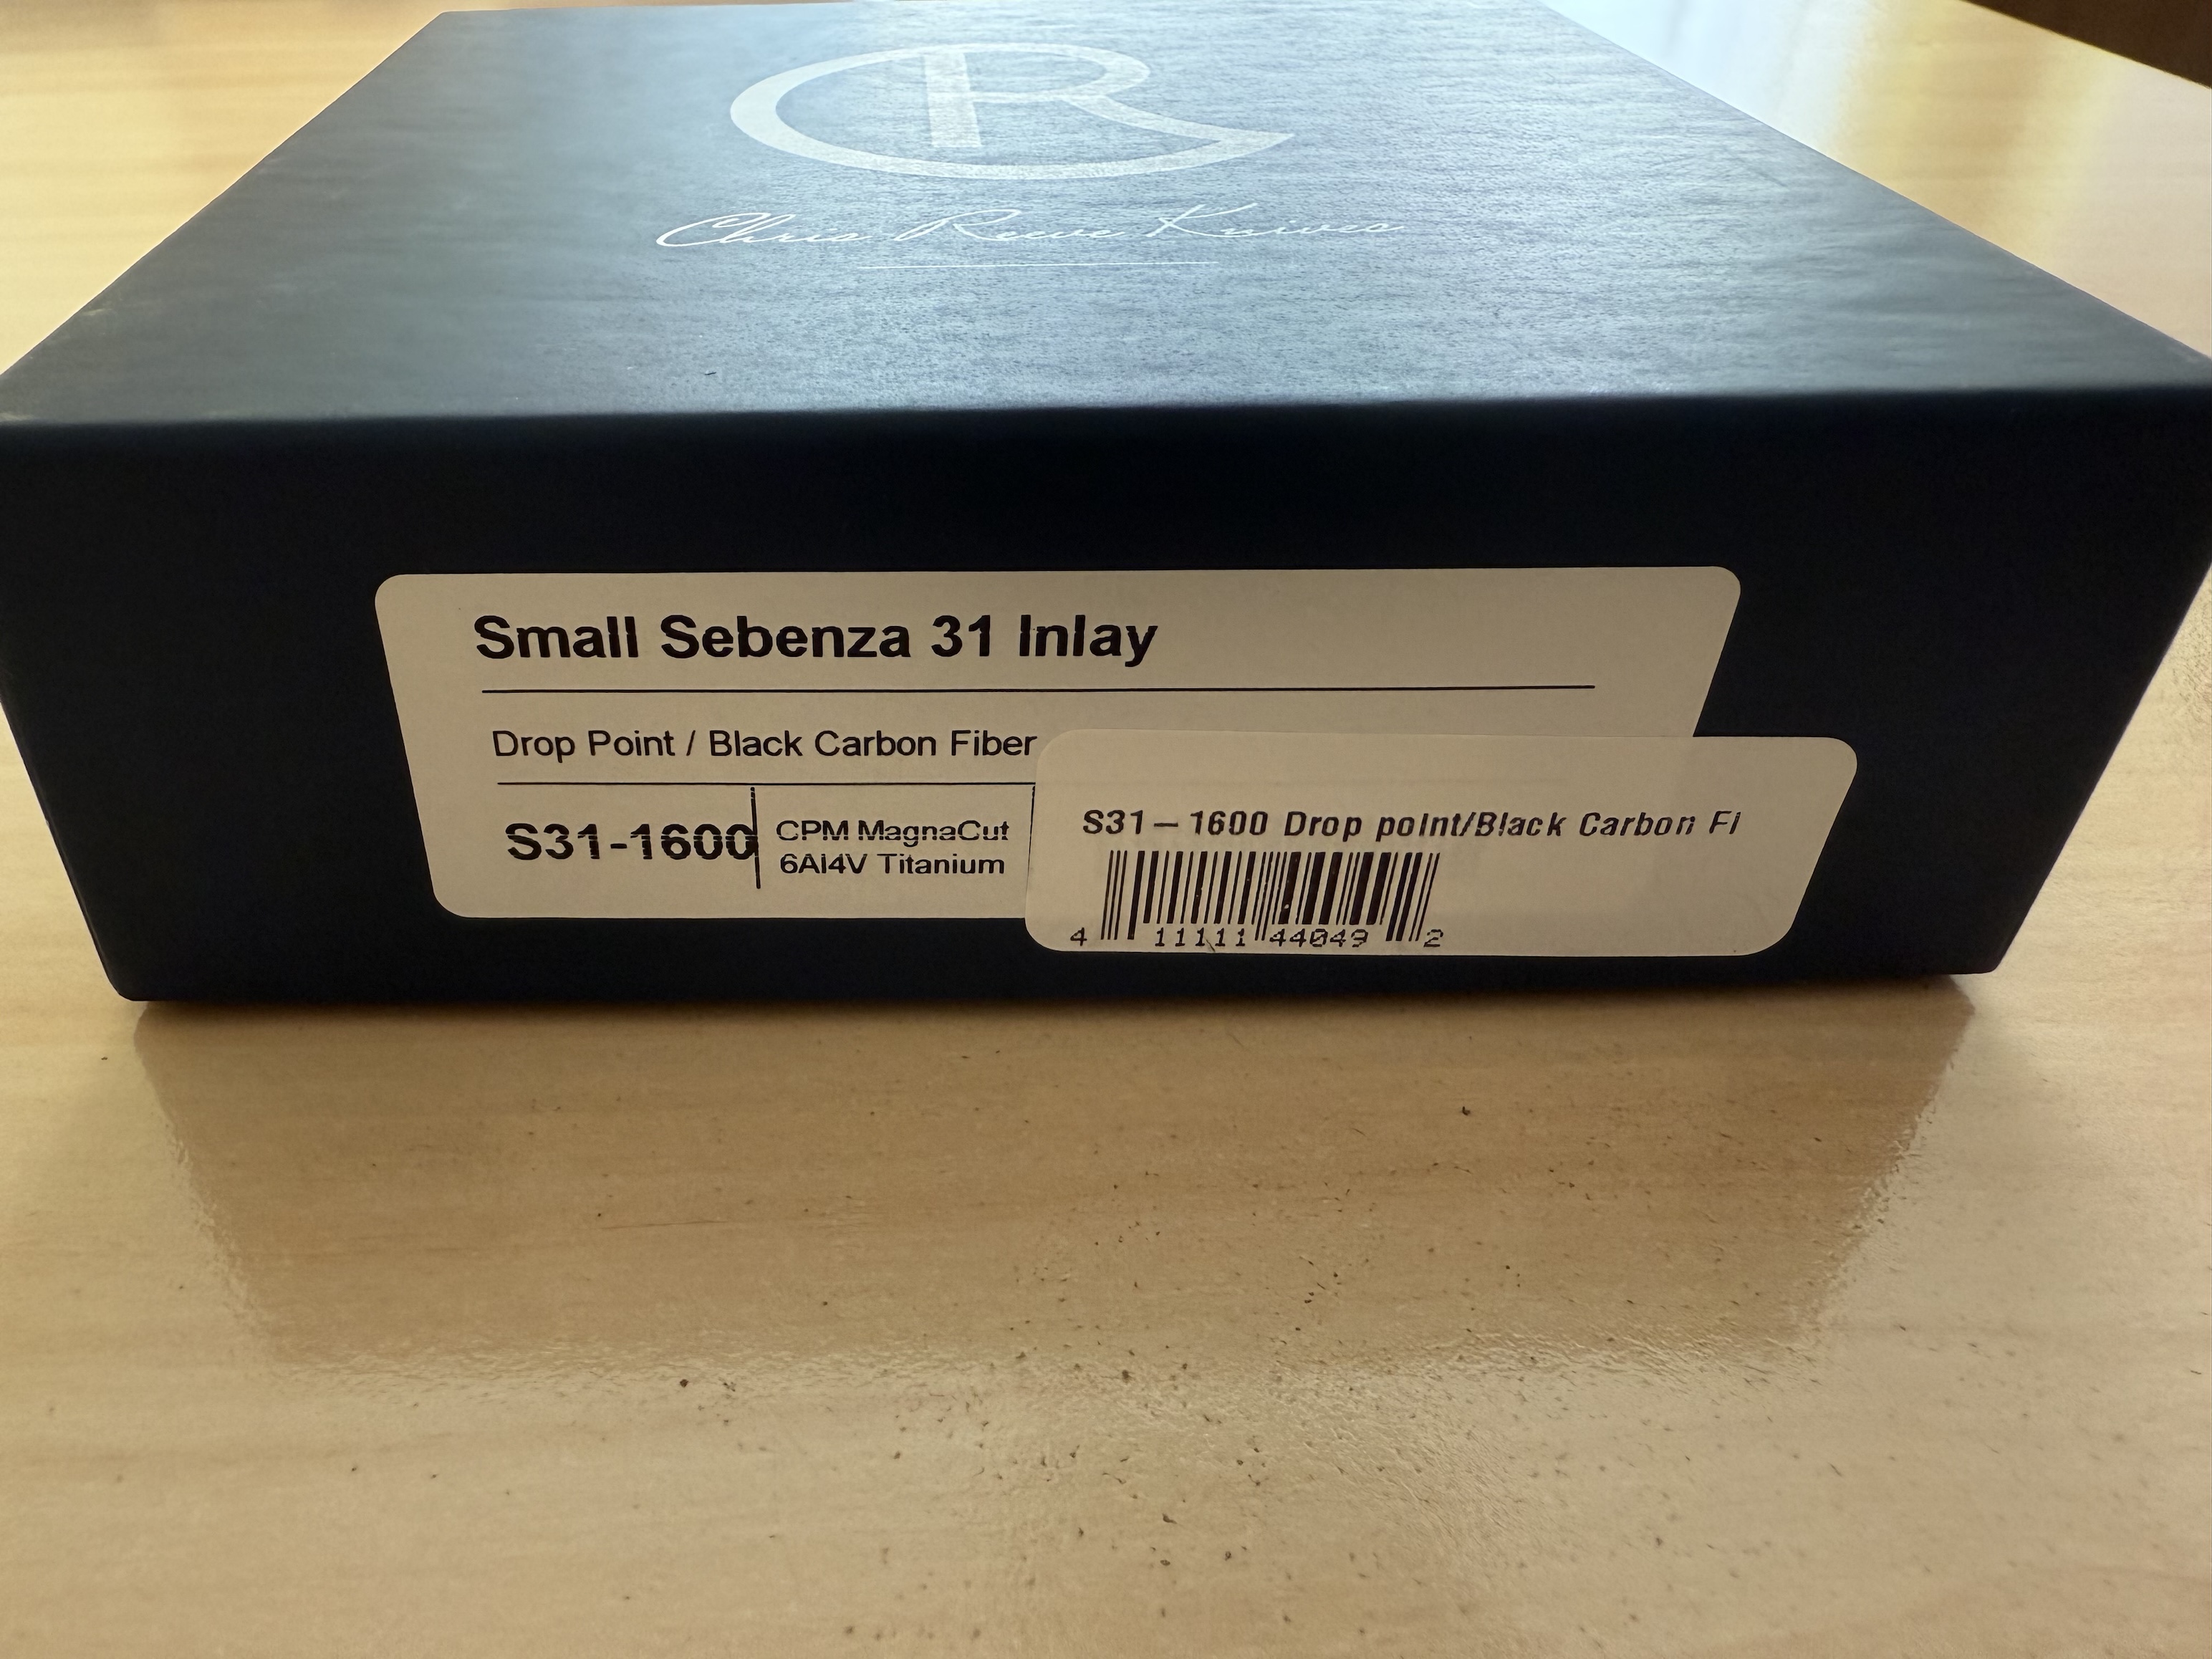 CR
Chris Reeve Knives
Small Sebenza 31 Inlay
Drop Point / Black Carbon Fiber
S31-1600
CPM MagnaCut
6Al4V Titanium
S31-1600 Drop point/Black Carbon Fi
4 11111 44049 2